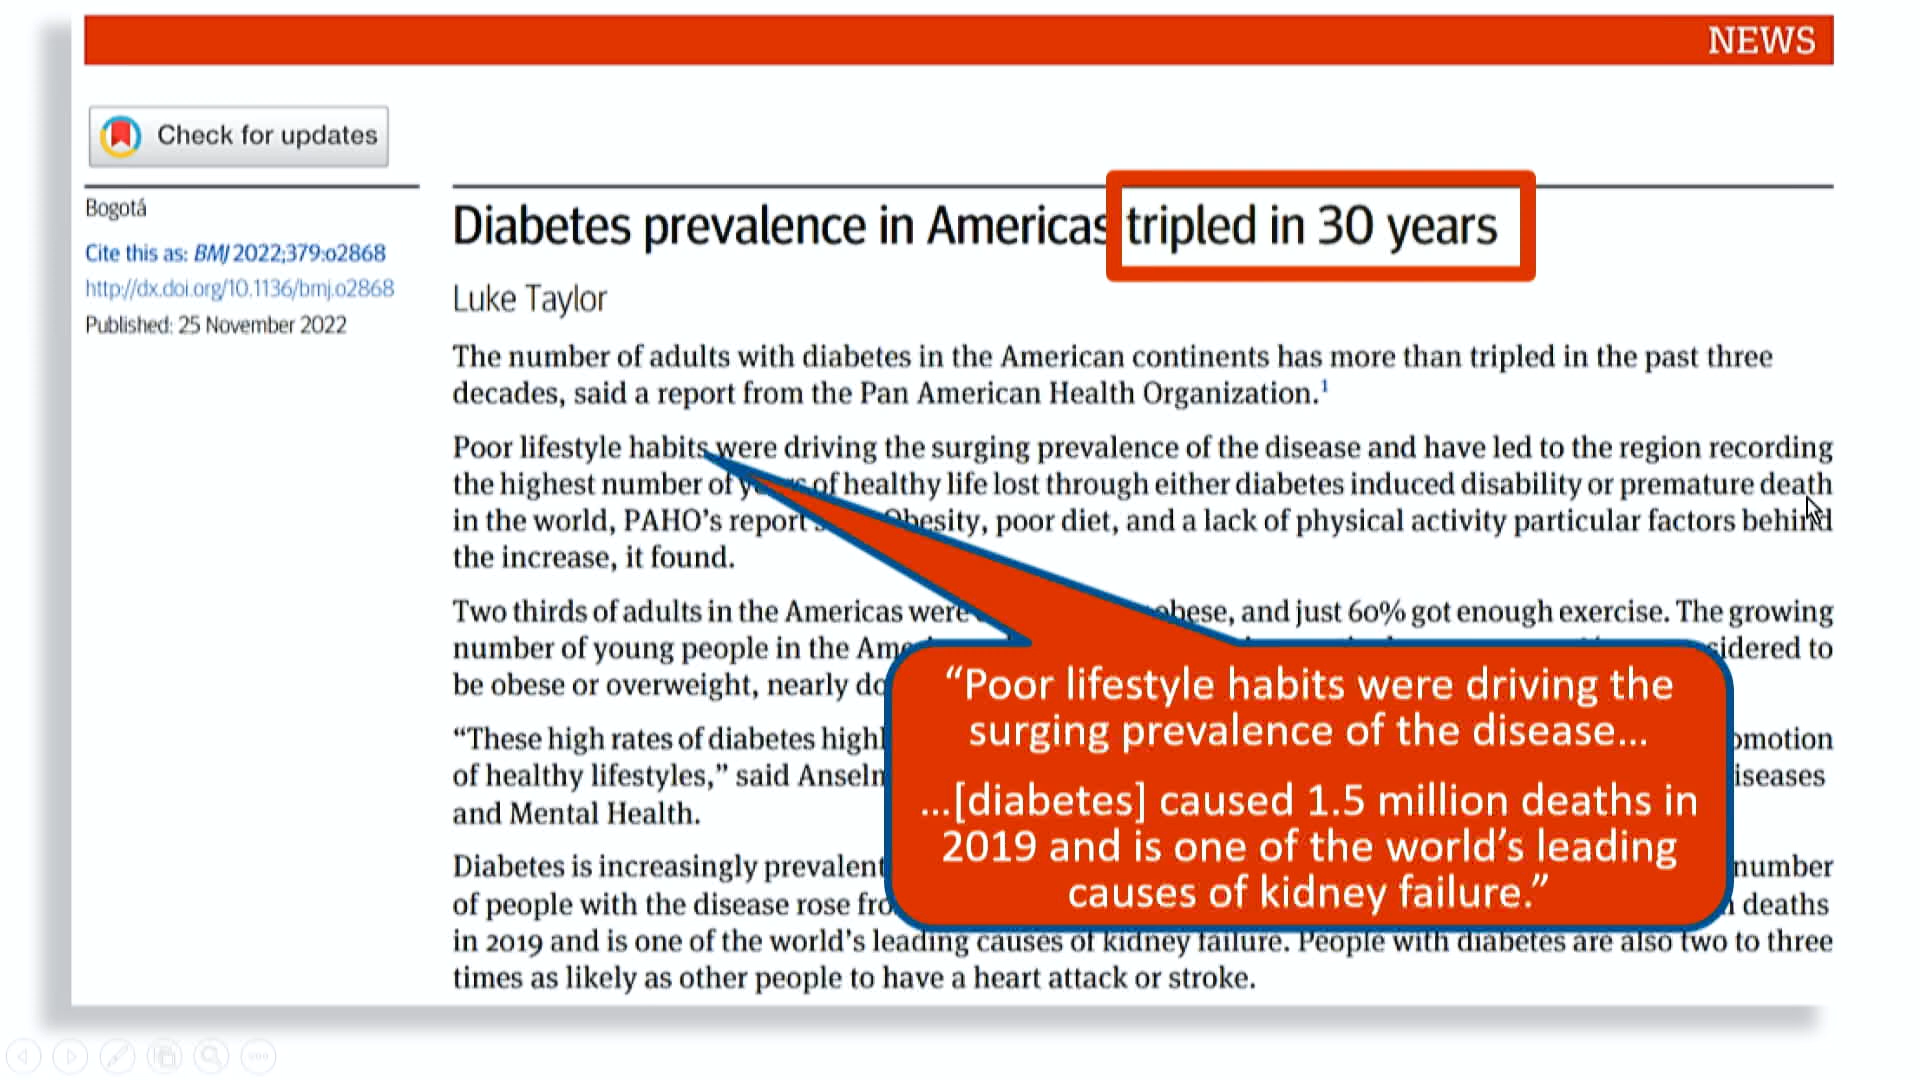 NEWS
Check for updates
Bogotá
Cite this as: BMJ 2022;379:o2868
http://dx.doi.org/10.1136/bmj.o2868
Published: 25 November 2022
Diabetes prevalence in Americas tripled in 30 years
Luke Taylor
The number of adults with diabetes in the American continents has more than tripled in the past three
decades, said a report from the Pan American Health Organization.1
Poor lifestyle habits were driving the surging prevalence of the disease and have led to the region recording
the highest number of years of healthy life lost through either diabetes induced disability or premature death
in the world, PAHO's report Obesity, poor diet, and a lack of physical activity particular factors behind
the increase, it found.
Two thirds of adults in the Americas were obese, and just 60% got enough exercise. The growing
number of young people in the
be obese or overweight, nearly
"These high rates of diabetes
of healthy lifestyles," said
and Mental Health.
Diabetes is increasingly prevalent number
of people with the disease rose deaths
in 2019 and is one of the world's leading causes of kidney failure. People with diabetes are also two to three
times as likely as other people to have a heart attack or stroke.
"Poor lifestyle habits were driving the
surging prevalence of the disease...
...[diabetes] caused 1.5 million deaths in
2019 and is one of the world's leading
causes of kidney failure."